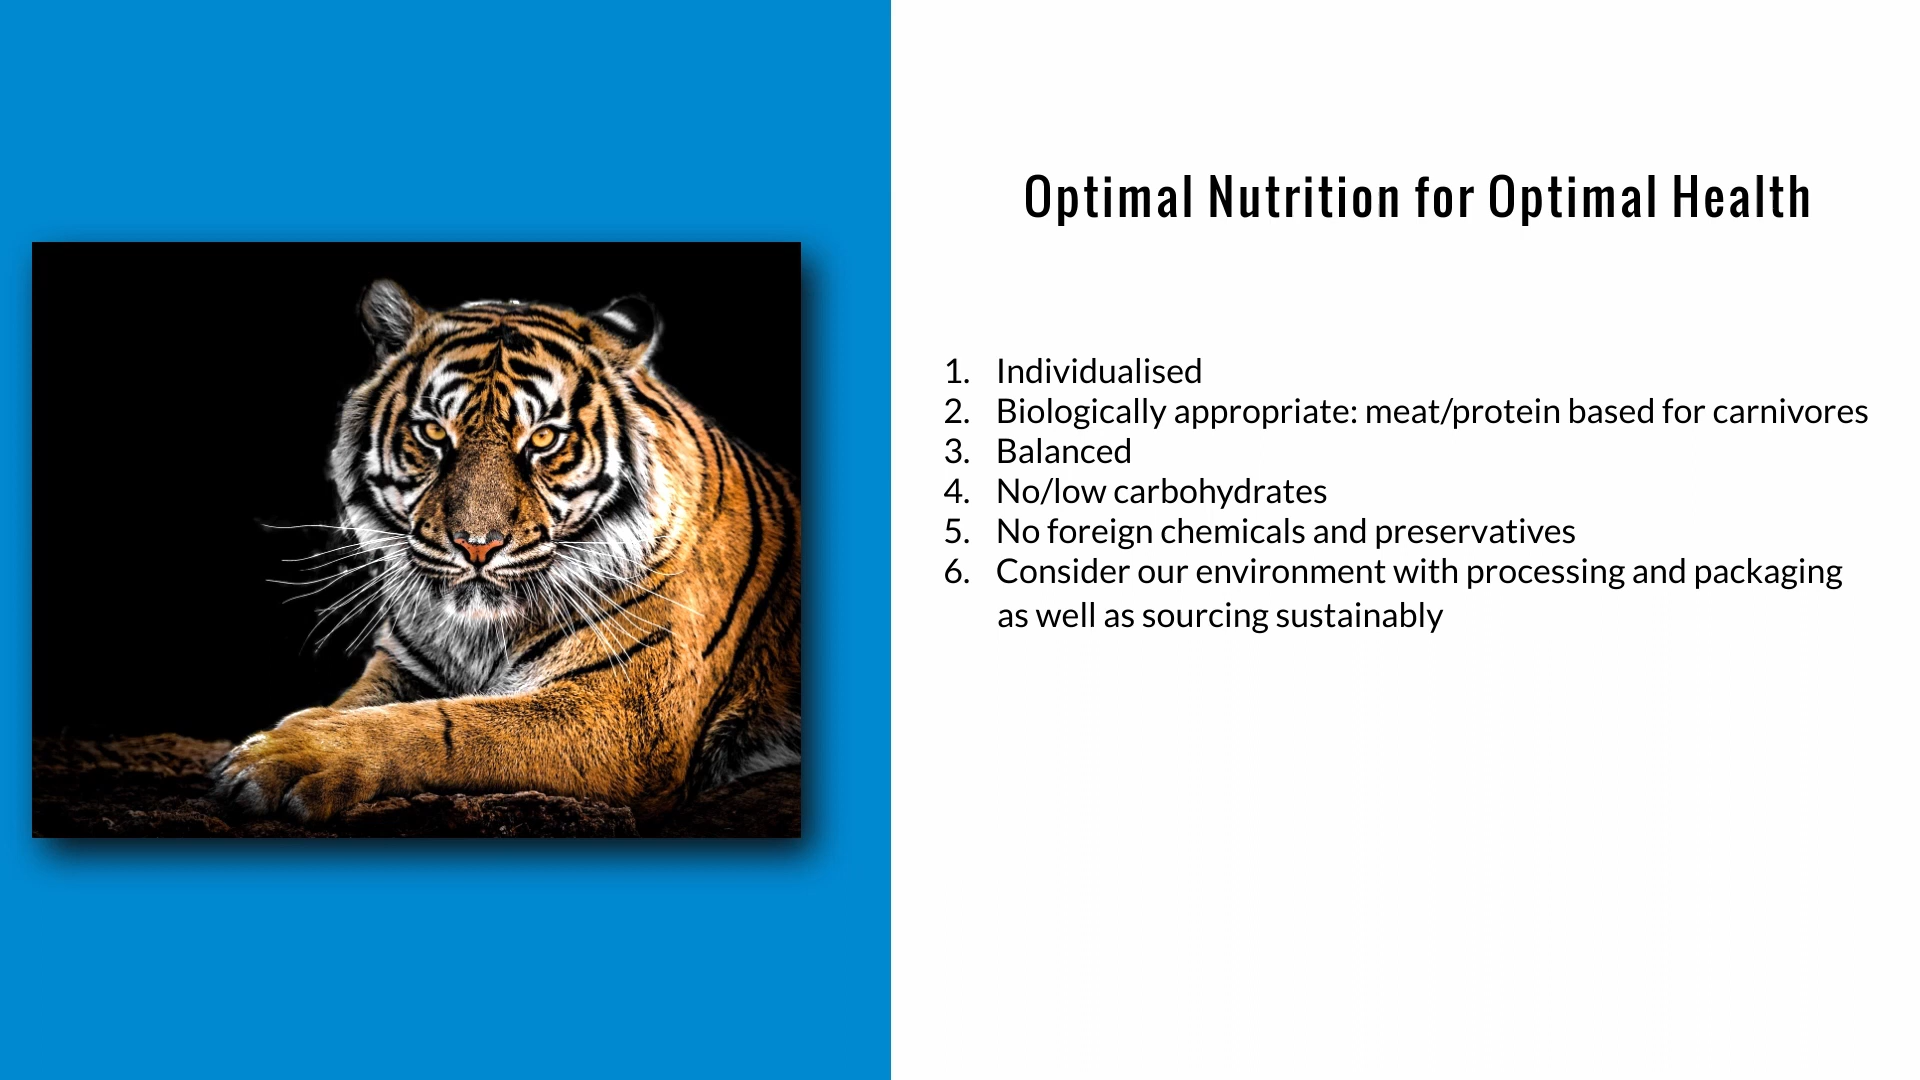 Optimal Nutrition for Optimal Health
1. Individualised
2. Biologically appropriate: meat/protein based for carnivores
3. Balanced
4. No/low carbohydrates
5. No foreign chemicals and preservatives
6. Consider our environment with processing and packaging
as well as sourcing sustainably